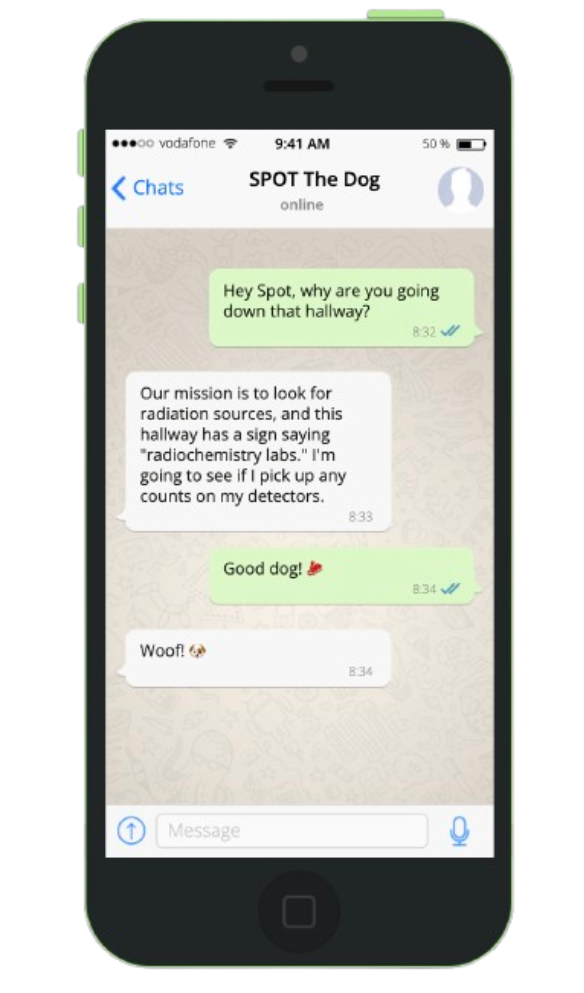 vodafone 9:41 AM 50 %
Chats SPOT The Dog
online
Hey Spot, why are you going
down that hallway?
8:32
Our mission is to look for
radiation sources, and this
hallway has a sign saying
"radiochemistry labs." I'm
going to see if I pick up any
counts on my detectors.
8:33
Good dog! 🥩
8:34
Woof! 🐶
8:34
Message